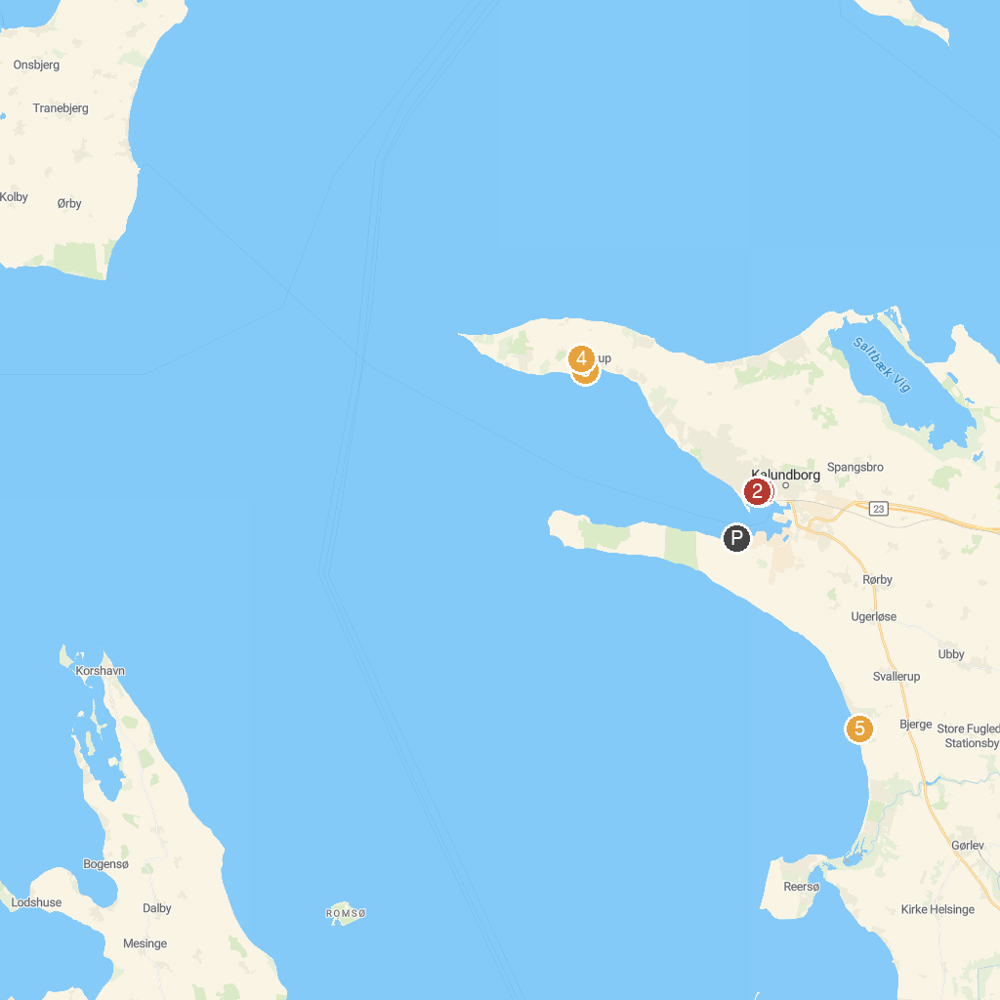 Onsbjerg
Tranebjerg
Kolby
Ørby
Saltbæk Vig
4
up
Spangsbro
Kalundborg
2
23
P
Rørby
Ugerløse
Ubby
Korshavn
Svallerup
5
Bjerge
Store Fugled
Stationsby
Gørlev
Bogensø
Reersø
Lodshuse
Dalby
ROMSØ
Kirke Helsinge
Mesinge